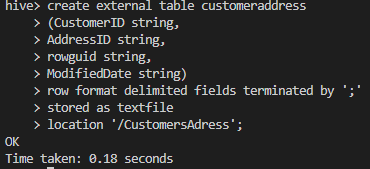 hive> create external table customeraddress
> (CustomerID string,
> AddressID string,
> rowguid string,
> ModifiedDate string)
> row format delimited fields terminated by ';'
> stored as textfile
> location '/CustomersAdress';
OK
Time taken: 0.18 seconds